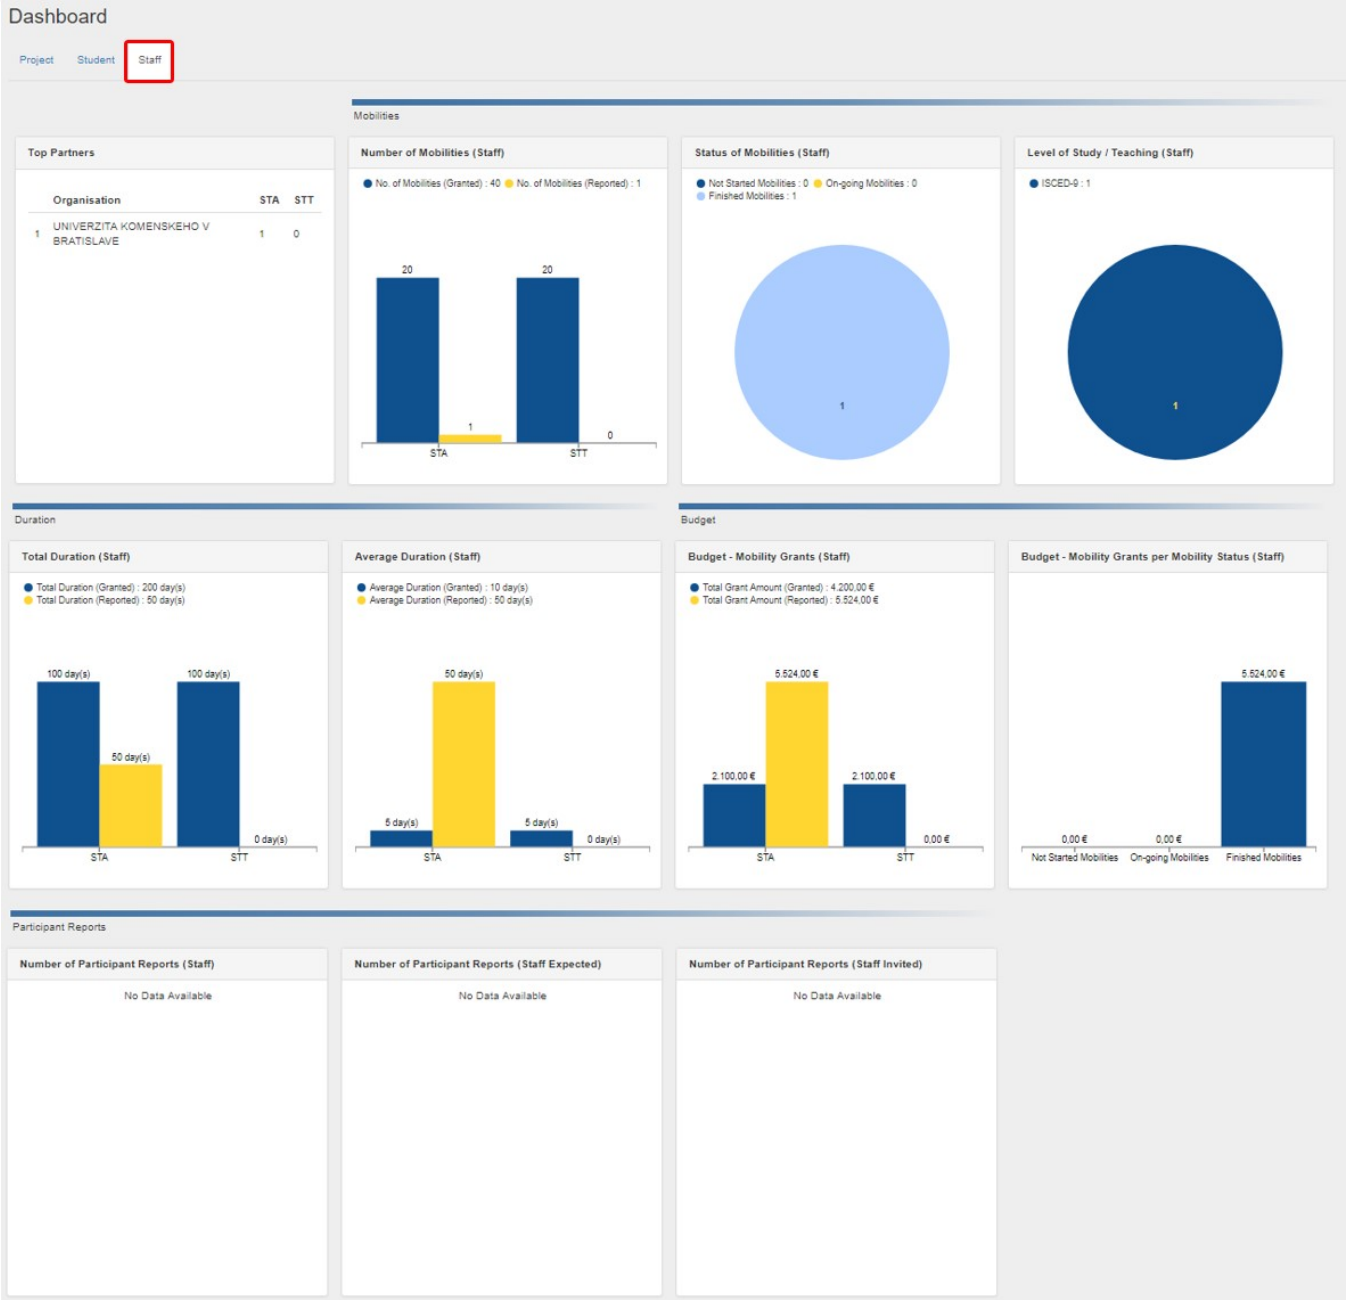 Dashboard
Project Student Staff
Mobilities
Top Partners
Organisation STA STT
1 UNIVERZITA KOMENSKEHO V BRATISLAVE 1 0
Number of Mobilities (Staff)
No. of Mobilities (Granted) : 40 No. of Mobilities (Reported) : 1
20 20
1 0
STA STT
Status of Mobilities (Staff)
Not Started Mobilities : 0 On-going Mobilities : 0
Finished Mobilities : 1
1
Level of Study / Teaching (Staff)
ISCED-9 : 1
1
Duration
Total Duration (Staff)
Total Duration (Granted) : 200 day(s)
Total Duration (Reported) : 50 day(s)
100 day(s) 100 day(s)
50 day(s)
0 day(s)
STA STT
Average Duration (Staff)
Average Duration (Granted) : 10 day(s)
Average Duration (Reported) : 50 day(s)
50 day(s)
5 day(s) 5 day(s)
0 day(s)
STA STT
Budget
Budget - Mobility Grants (Staff)
Total Grant Amount (Granted) : 4.200,00 €
Total Grant Amount (Reported) : 5.524,00 €
5.524,00 €
2.100,00 € 2.100,00 €
0,00 €
STA STT
Budget - Mobility Grants per Mobility Status (Staff)
5.524,00 €
0,00 € 0,00 €
Not Started Mobilities On-going Mobilities Finished Mobilities
Participant Reports
Number of Participant Reports (Staff)
No Data Available
Number of Participant Reports (Staff Expected)
No Data Available
Number of Participant Reports (Staff Invited)
No Data Available